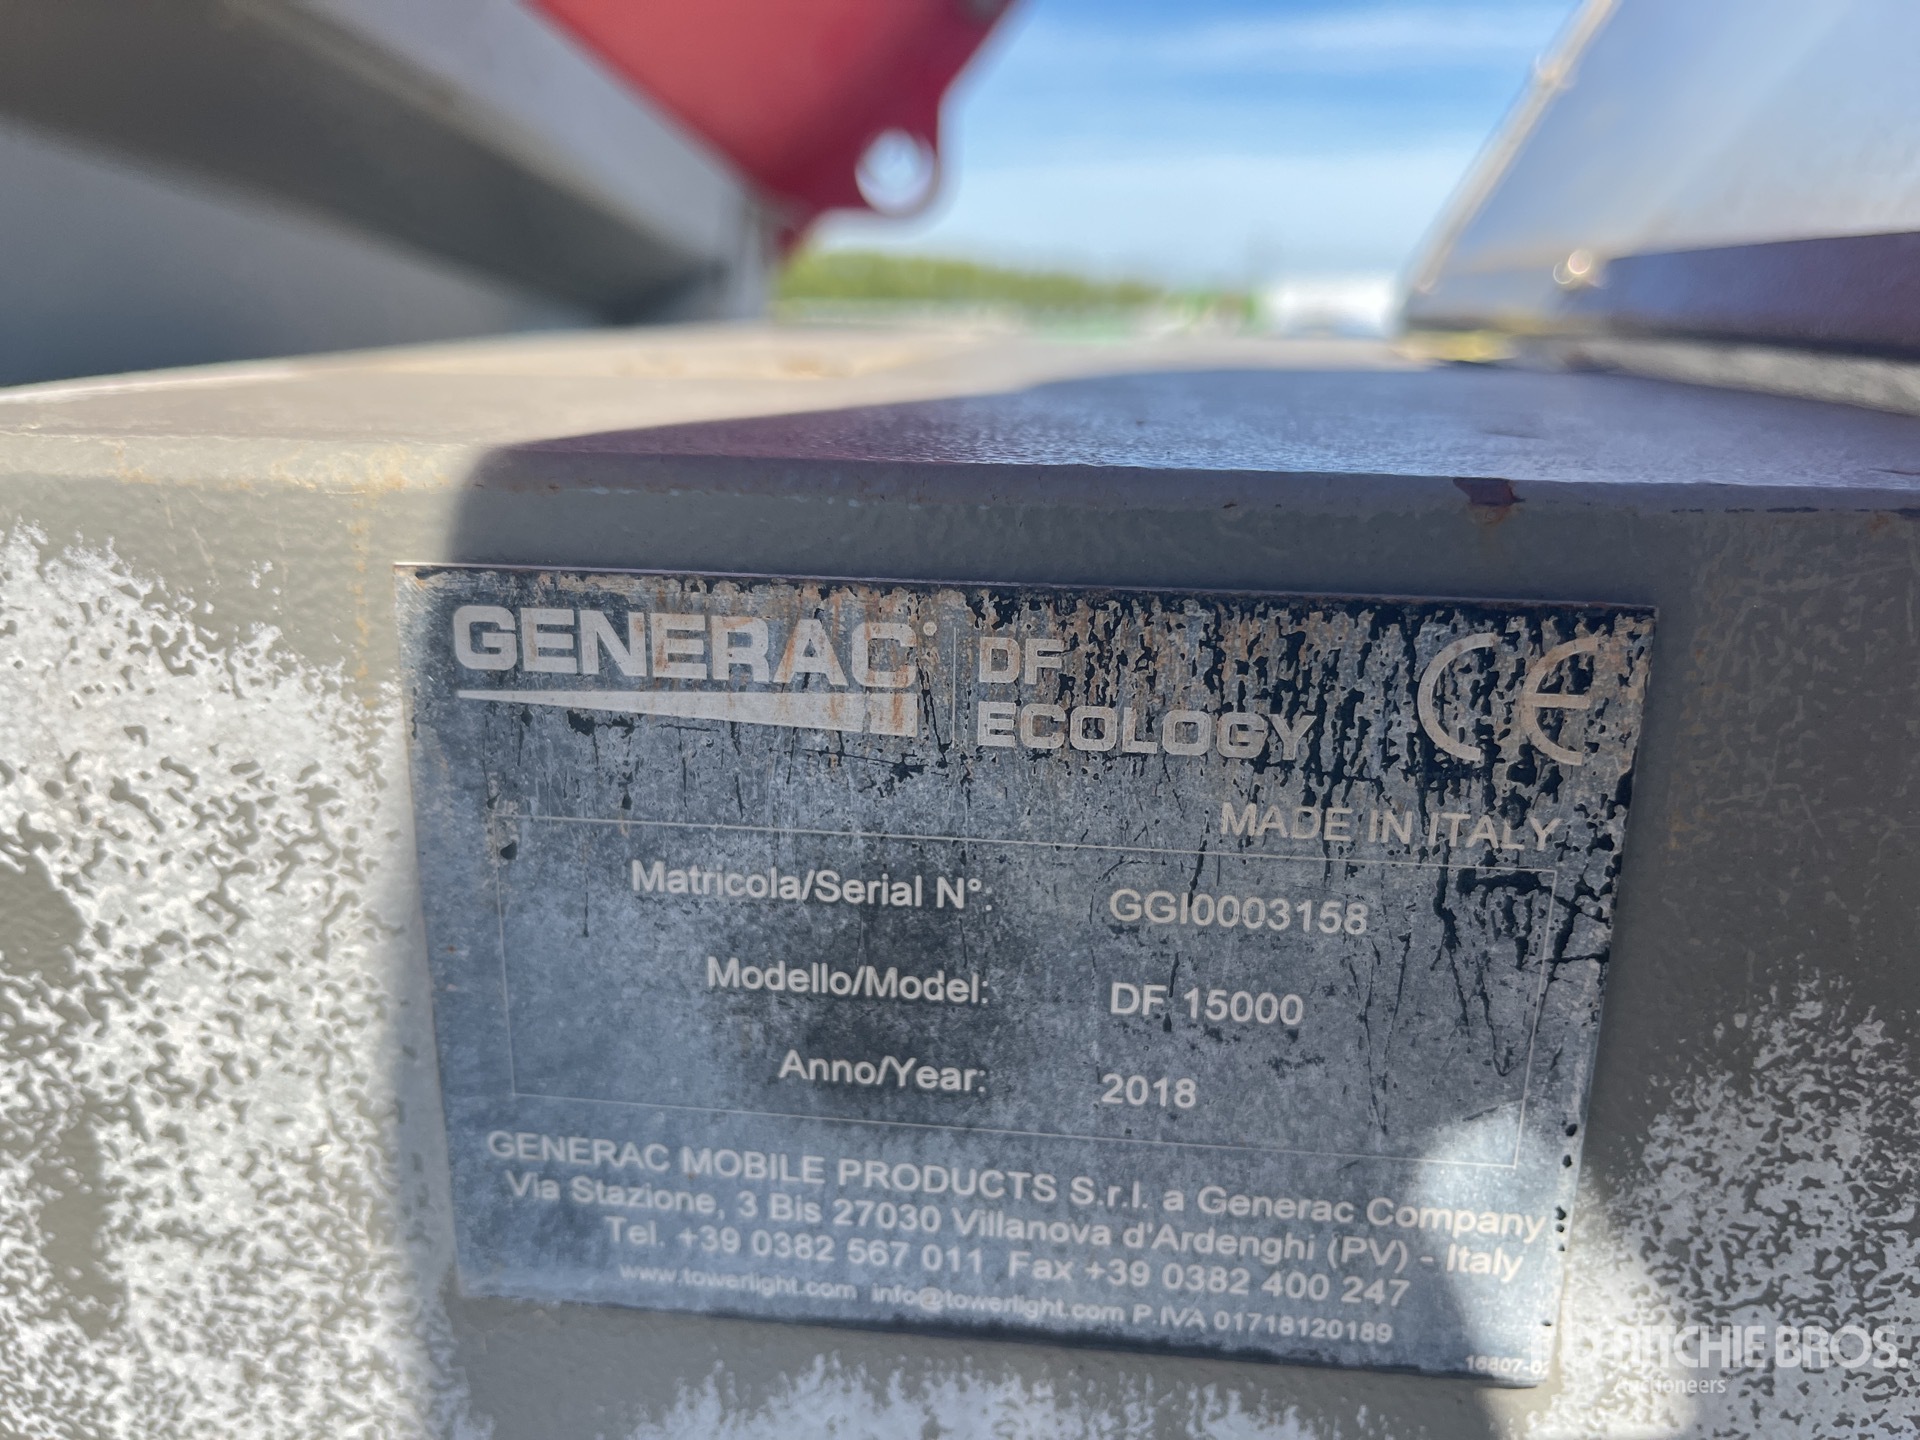 GENERAC
DF
ECOLOGY
CE
MADE IN ITALY
Matricola/Serial N°: GGI0003158
Modello/Model: DF 15000
Anno/Year: 2018
GENERAC MOBILE PRODUCTS S.r.l. a Generac Company
Via Stazione, 3 Bis 27030 Villanova d'Ardenghi (PV) - Italy
Tel. +39 0382 567 011 Fax +39 0382 400 247
www.towerlight.com info@towerlight.com P.IVA 01718120189
RITCHIE BROS.
Auctioneers